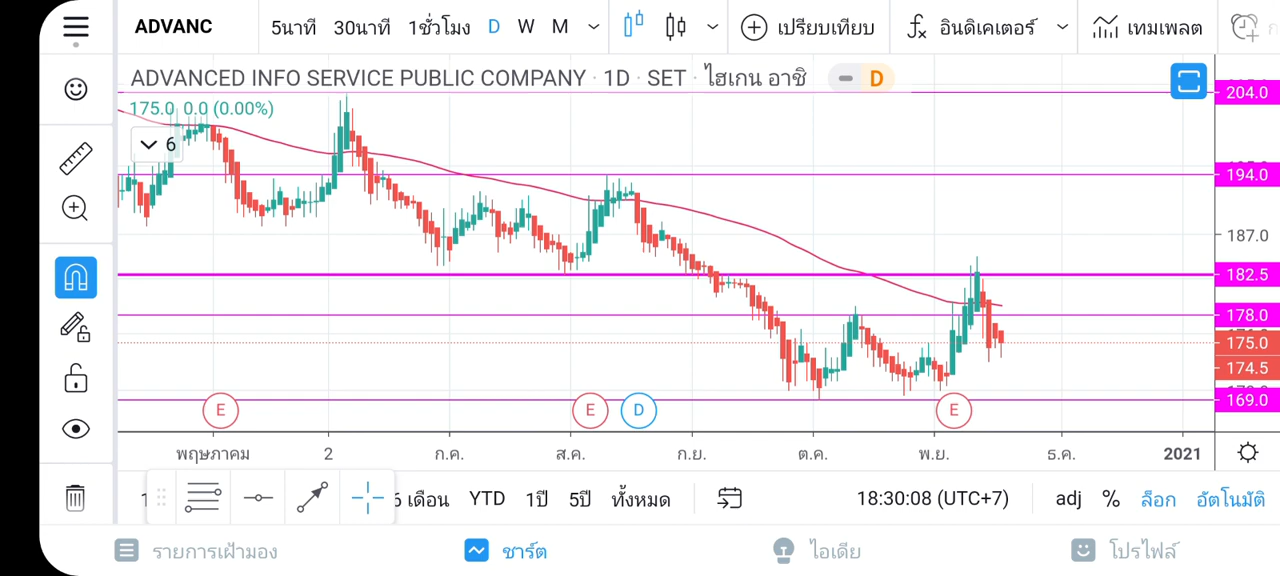 ADVANC 5นาที 30นาที 1ชั่วโมง D W M เปรียบเทียบ fx อินดิเคเตอร์ เทมเพลต
ADVANCED INFO SERVICE PUBLIC COMPANY · 1D · SET · ไฮเกน อาชิ D
204.0
175.0 0.0 (0.00%)
6
194.0
187.0
182.5
178.0
175.0
174.5
169.0
E E D E
พฤษภาคม 2 ก.ค. ส.ค. ก.ย. ต.ค. พ.ย. ธ.ค. 2021
6 เดือน YTD 1ปี 5ปี ทั้งหมด 18:30:08 (UTC+7) adj % ล็อก อัตโนมัติ
รายการเฝ้ามอง ชาร์ต ไอเดีย โปรไฟล์